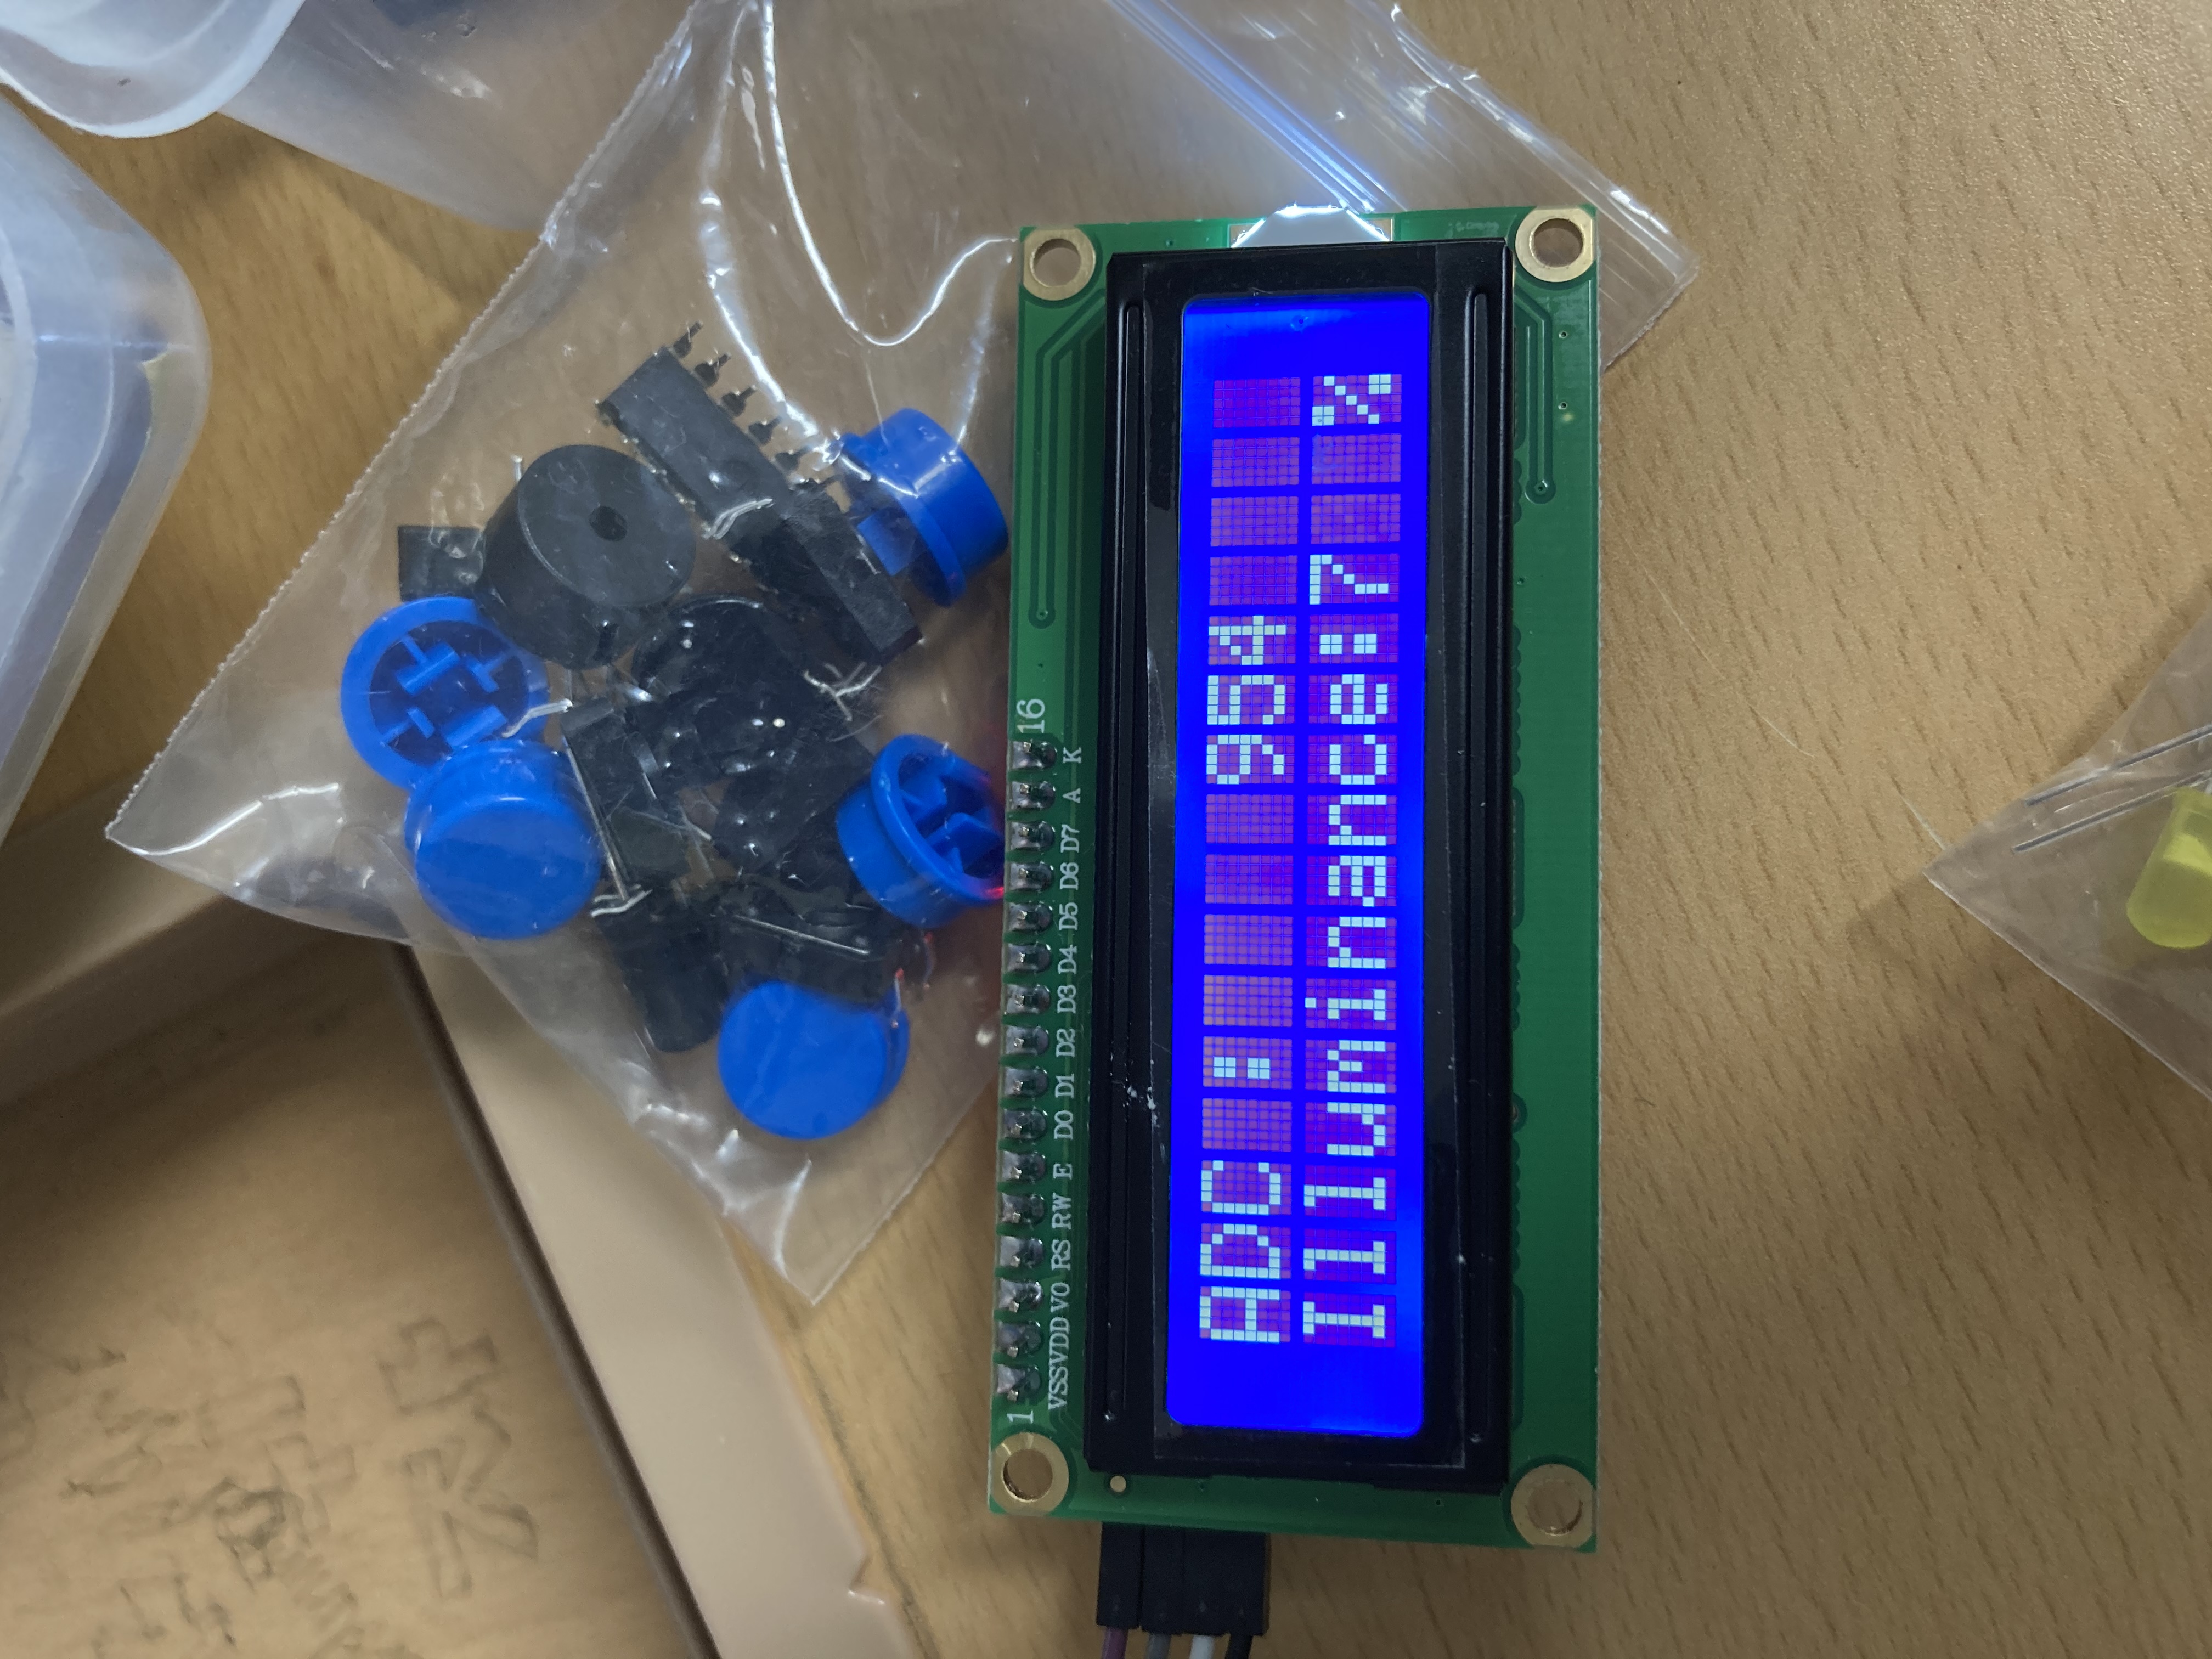 1 16
VSS VDD V0 RS RW E D0 D1 D2 D3 D4 D5 D6 D7 A K
ADC : 954
Illuminance:7 %